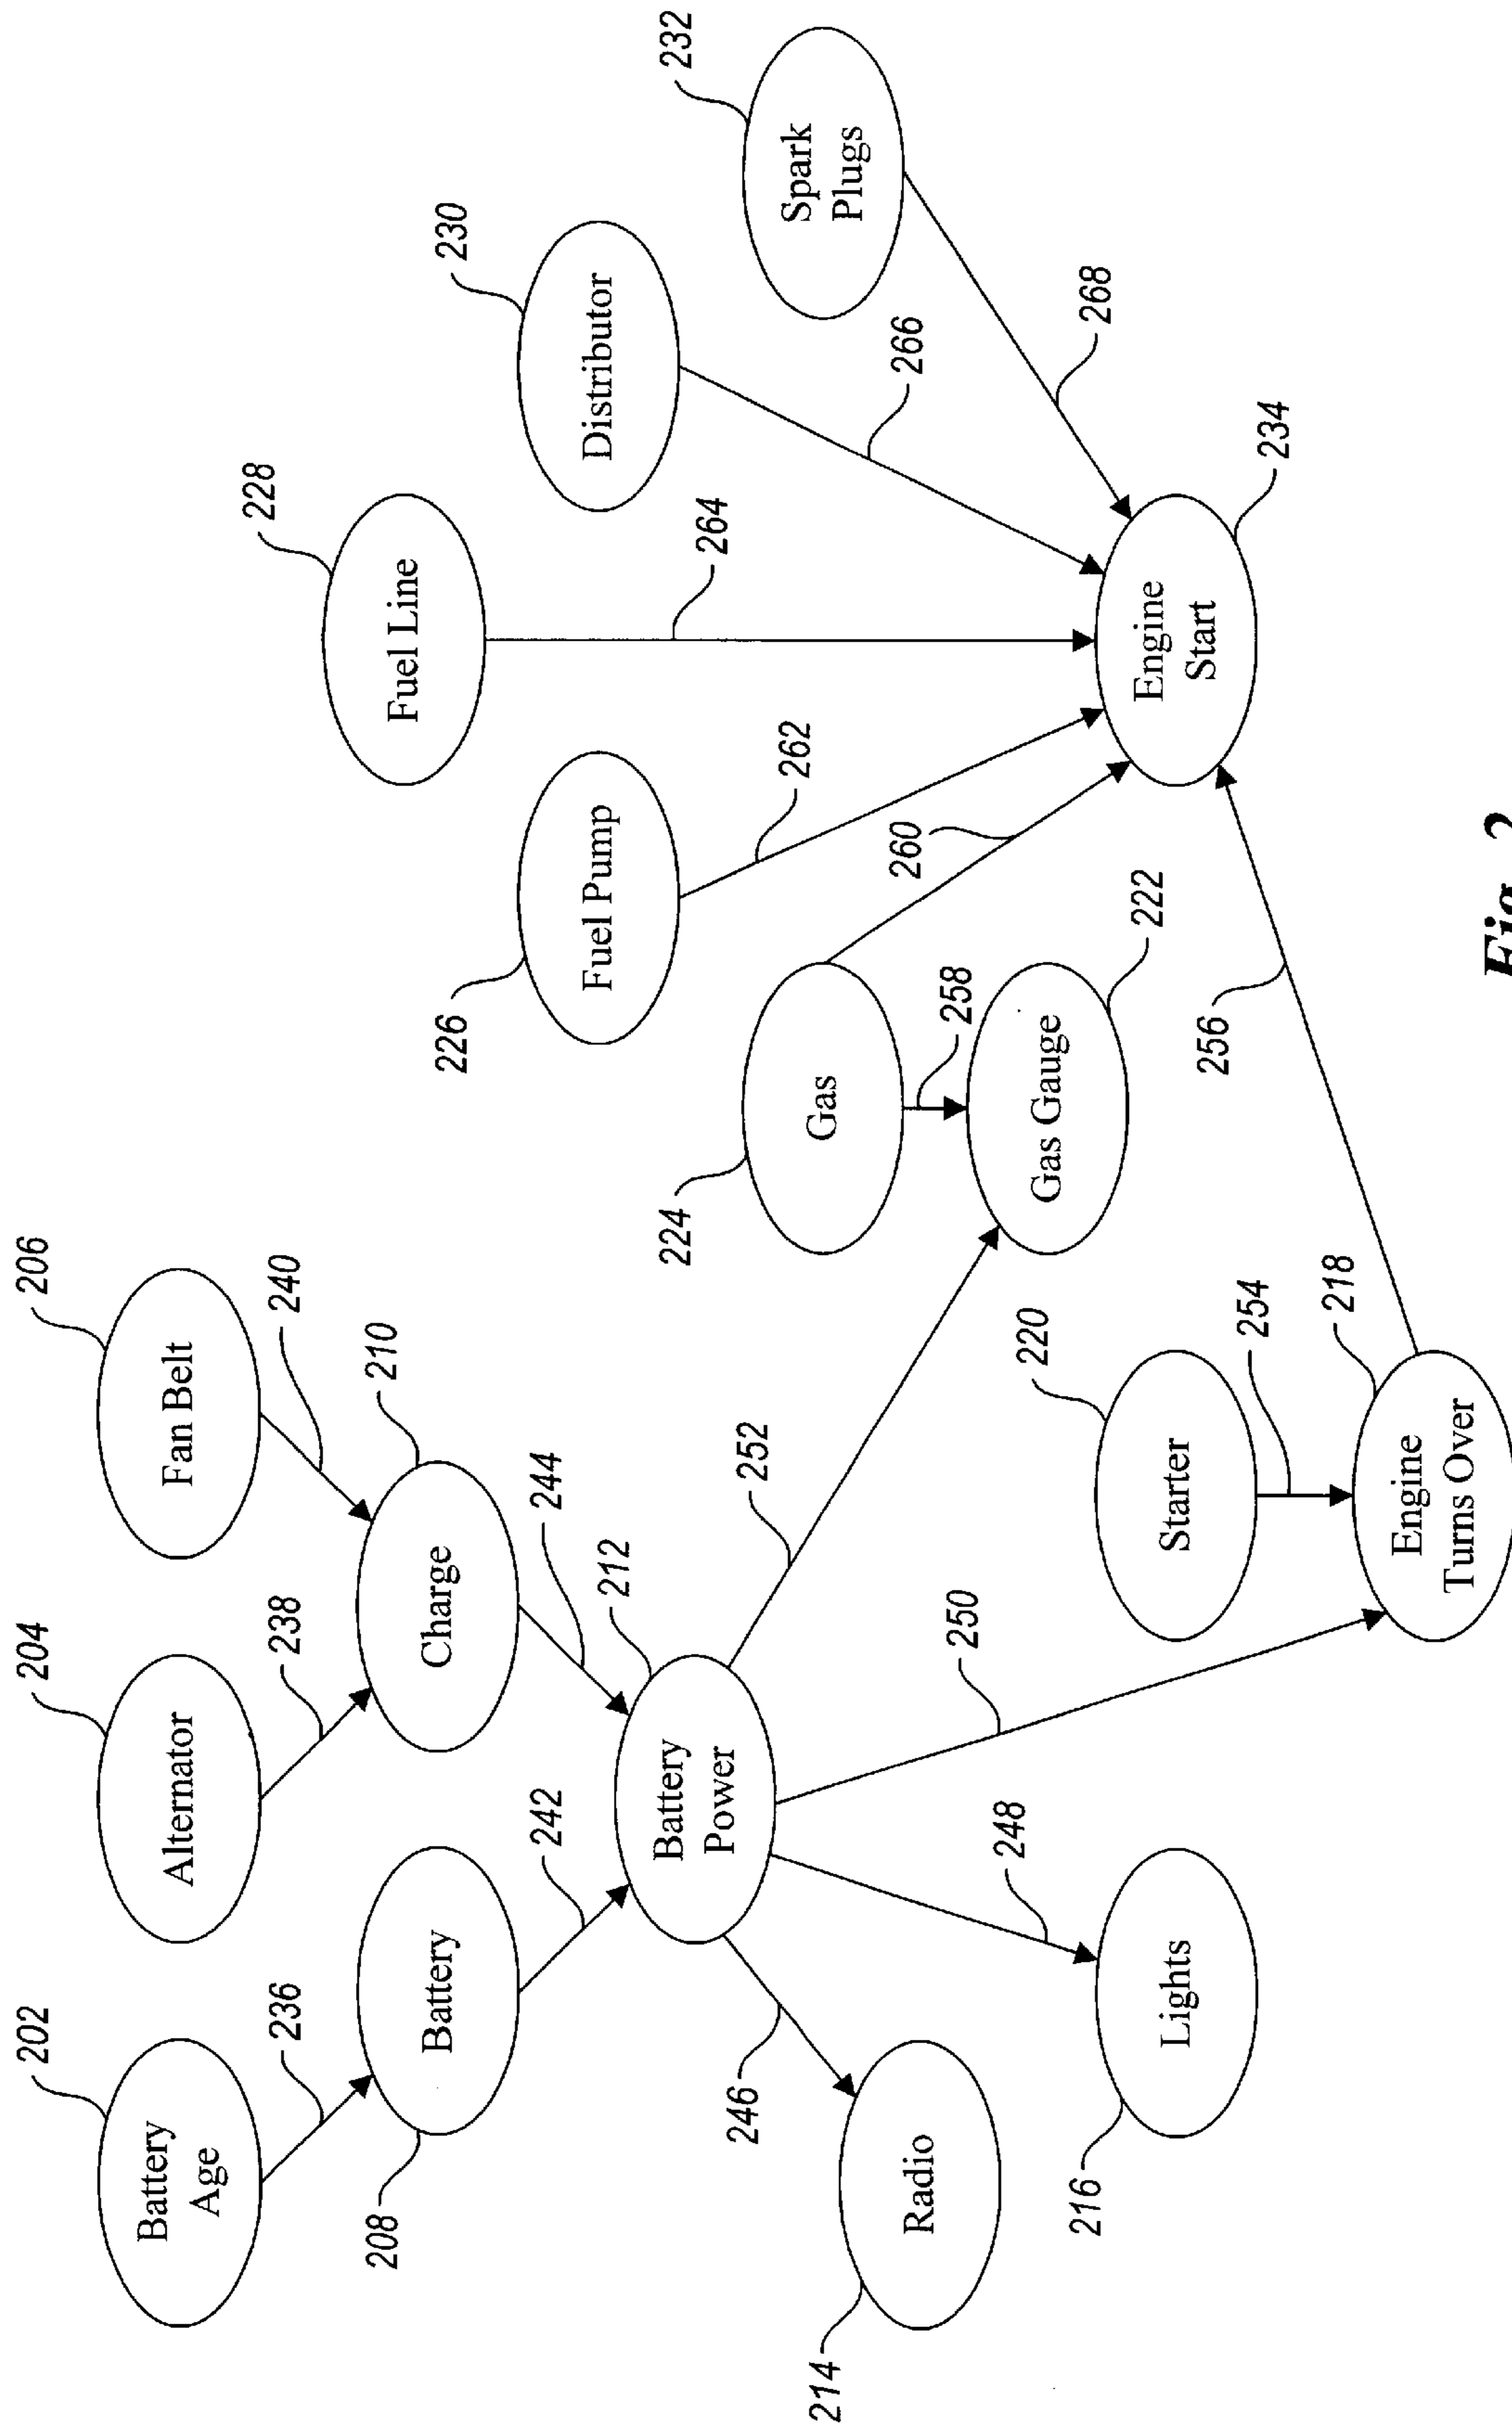 202
204
206
Battery
Age
Alternator
Fan Belt
236
238
240
208
210
Battery
Charge
242
244
212
Battery
Power
228
Fuel Line
226
230
Fuel Pump
Distributor
232
Spark
Plugs
224
Gas
214
Radio
246
252
262
264
266
258
260
Gas Gauge
222
268
216
Lights
248
250
220
Starter
254
218
Engine
Turns Over
256
Engine
Start
234
Fig. 2